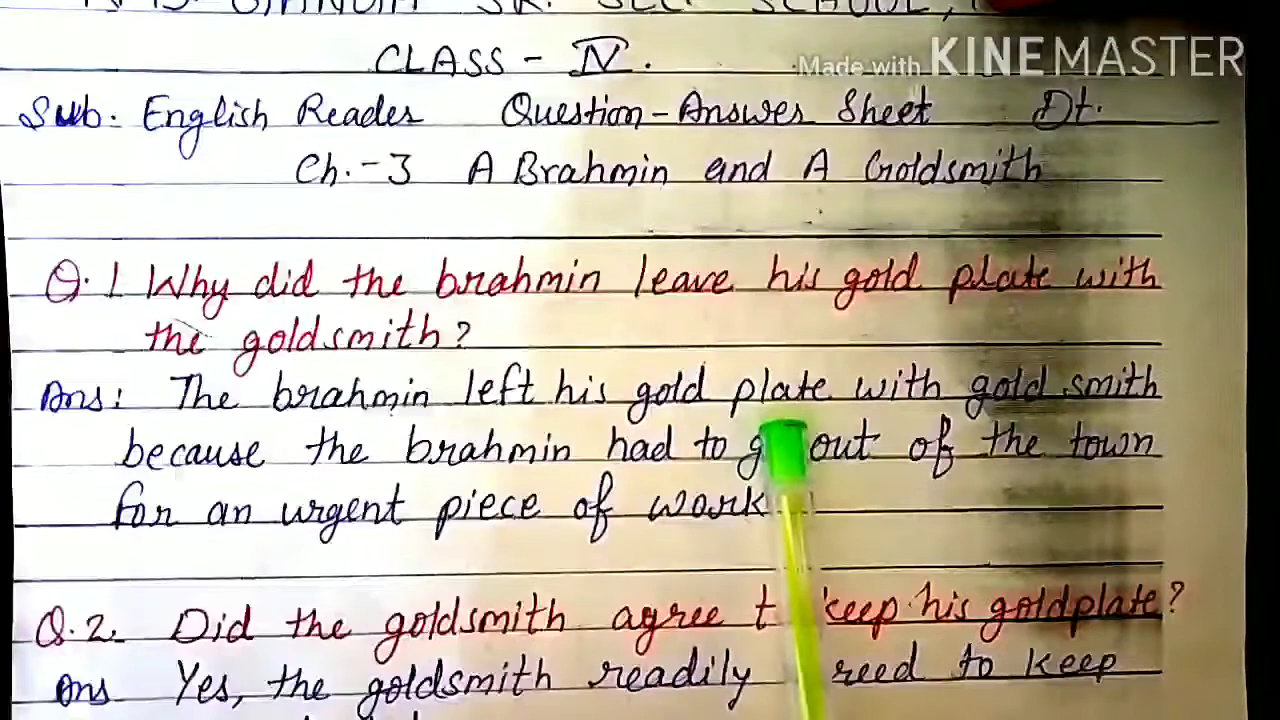 SR. SEC SCHOOL,
Made with KINEMASTER
CLASS - IV.
Sub: English Reader Question-Answer Sheet Dt.
Ch.-3 A Brahmin and A Goldsmith
Q.1 Why did the brahmin leave his gold plate with
the goldsmith?
Ans: The brahmin left his gold plate with gold smith
because the brahmin had to g out of the town
for an urgent piece of work
Q.2. Did the goldsmith agree t keep his goldplate?
Ans Yes, the goldsmith readily reed to keep